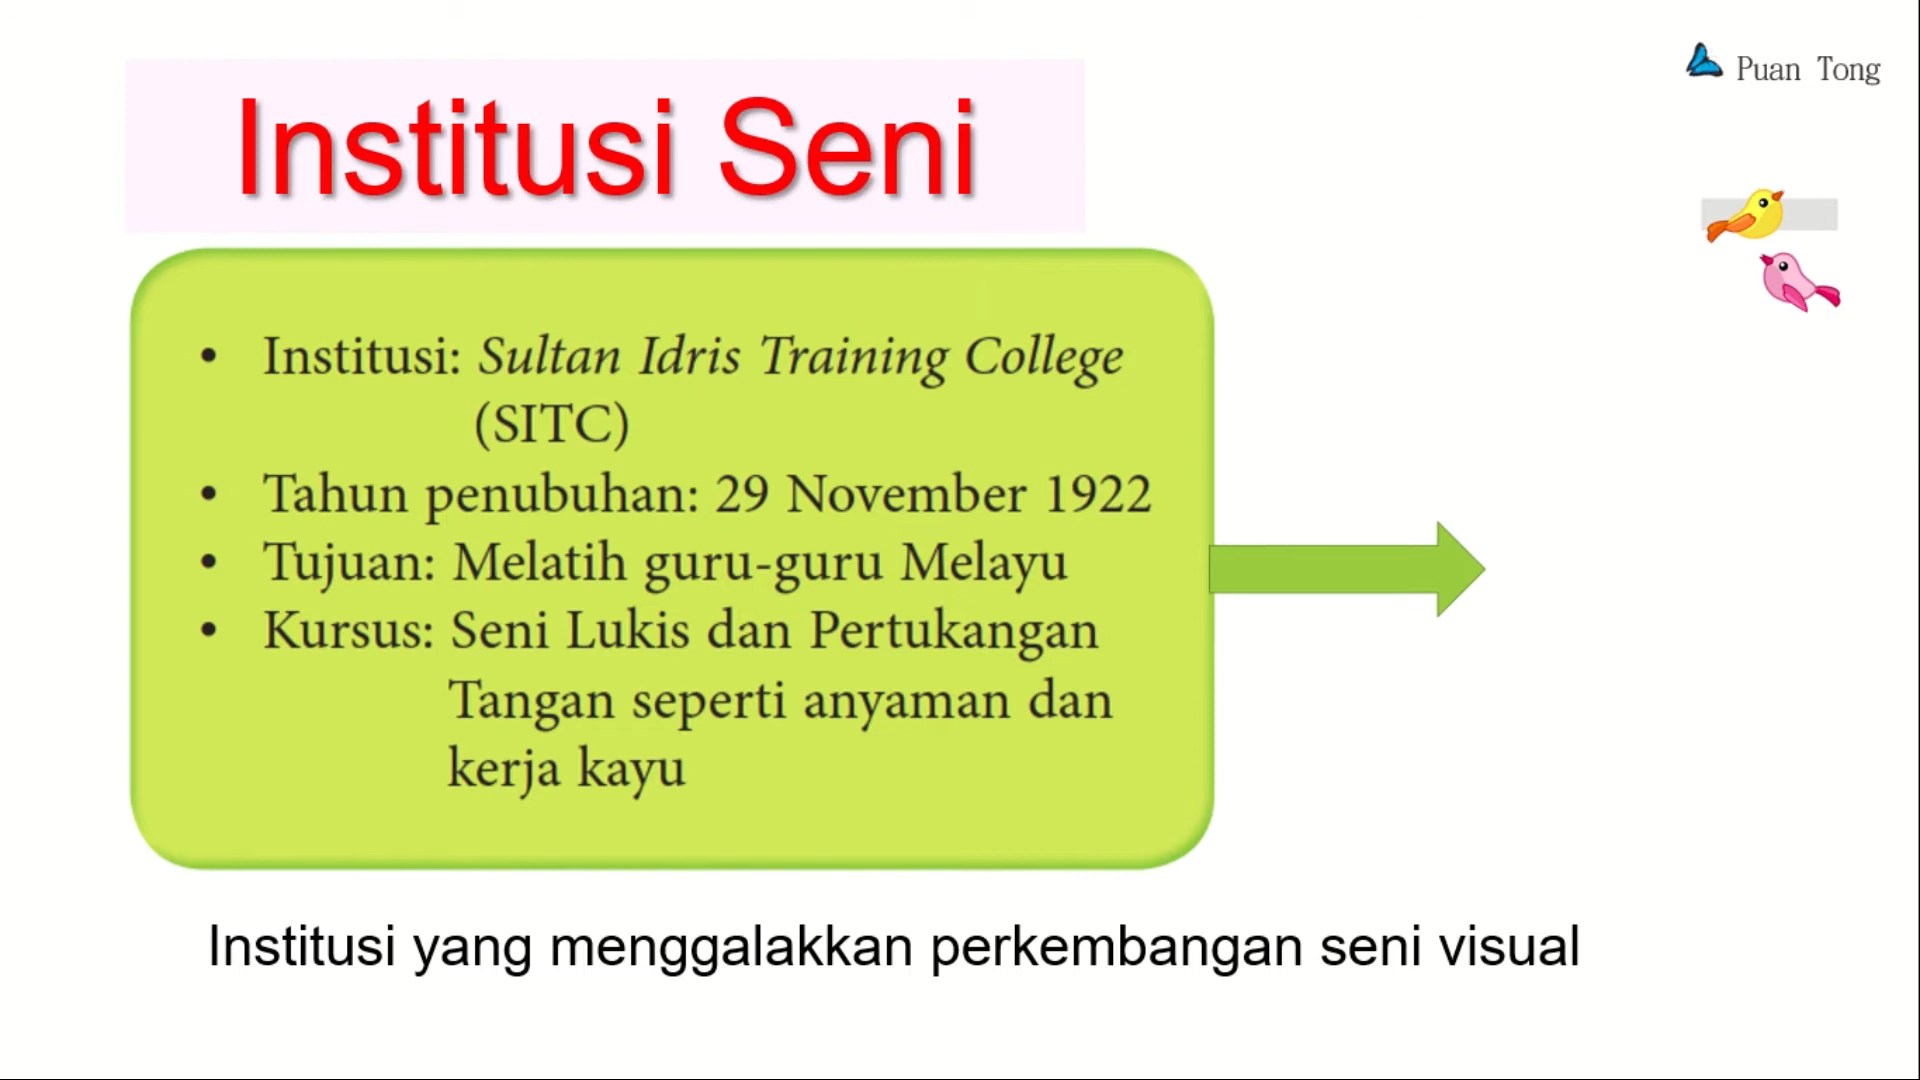 Puan Tong
Institusi Seni
• Institusi: Sultan Idris Training College
(SITC)
• Tahun penubuhan: 29 November 1922
• Tujuan: Melatih guru-guru Melayu
• Kursus: Seni Lukis dan Pertukangan
Tangan seperti anyaman dan
kerja kayu
Institusi yang menggalakkan perkembangan seni visual